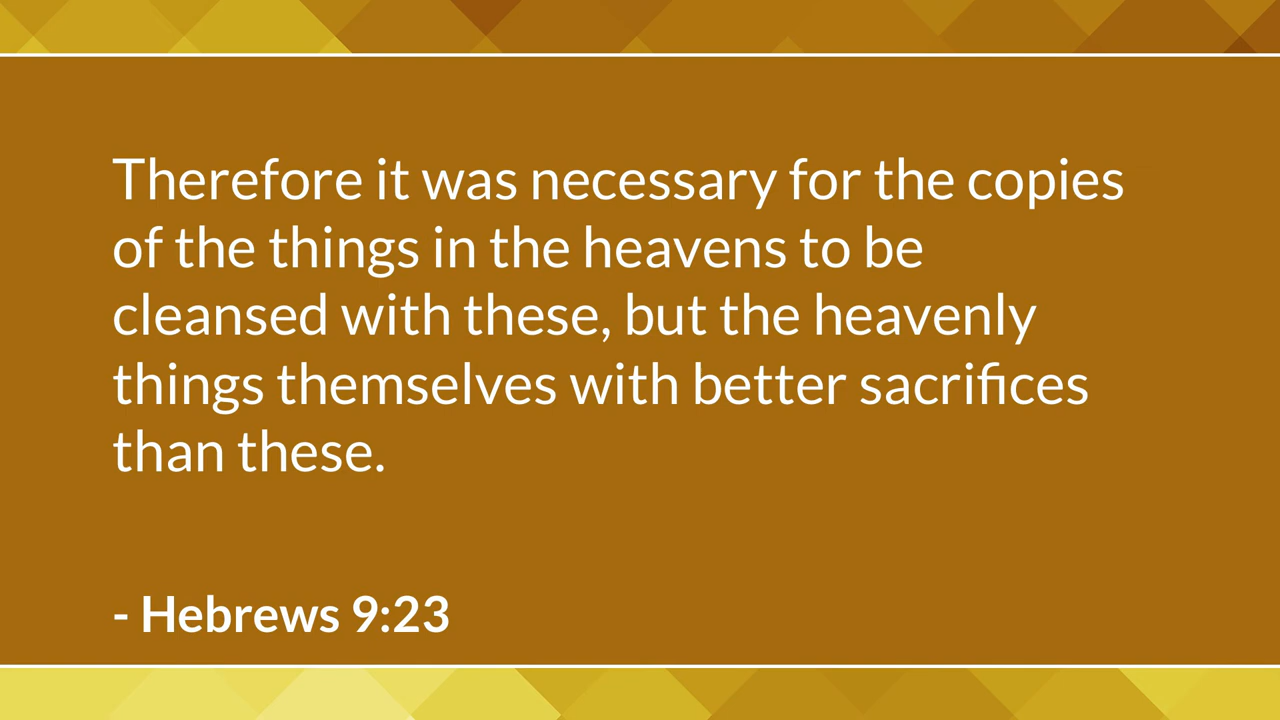 Therefore it was necessary for the copies
of the things in the heavens to be
cleansed with these, but the heavenly
things themselves with better sacrifices
than these.
- Hebrews 9:23